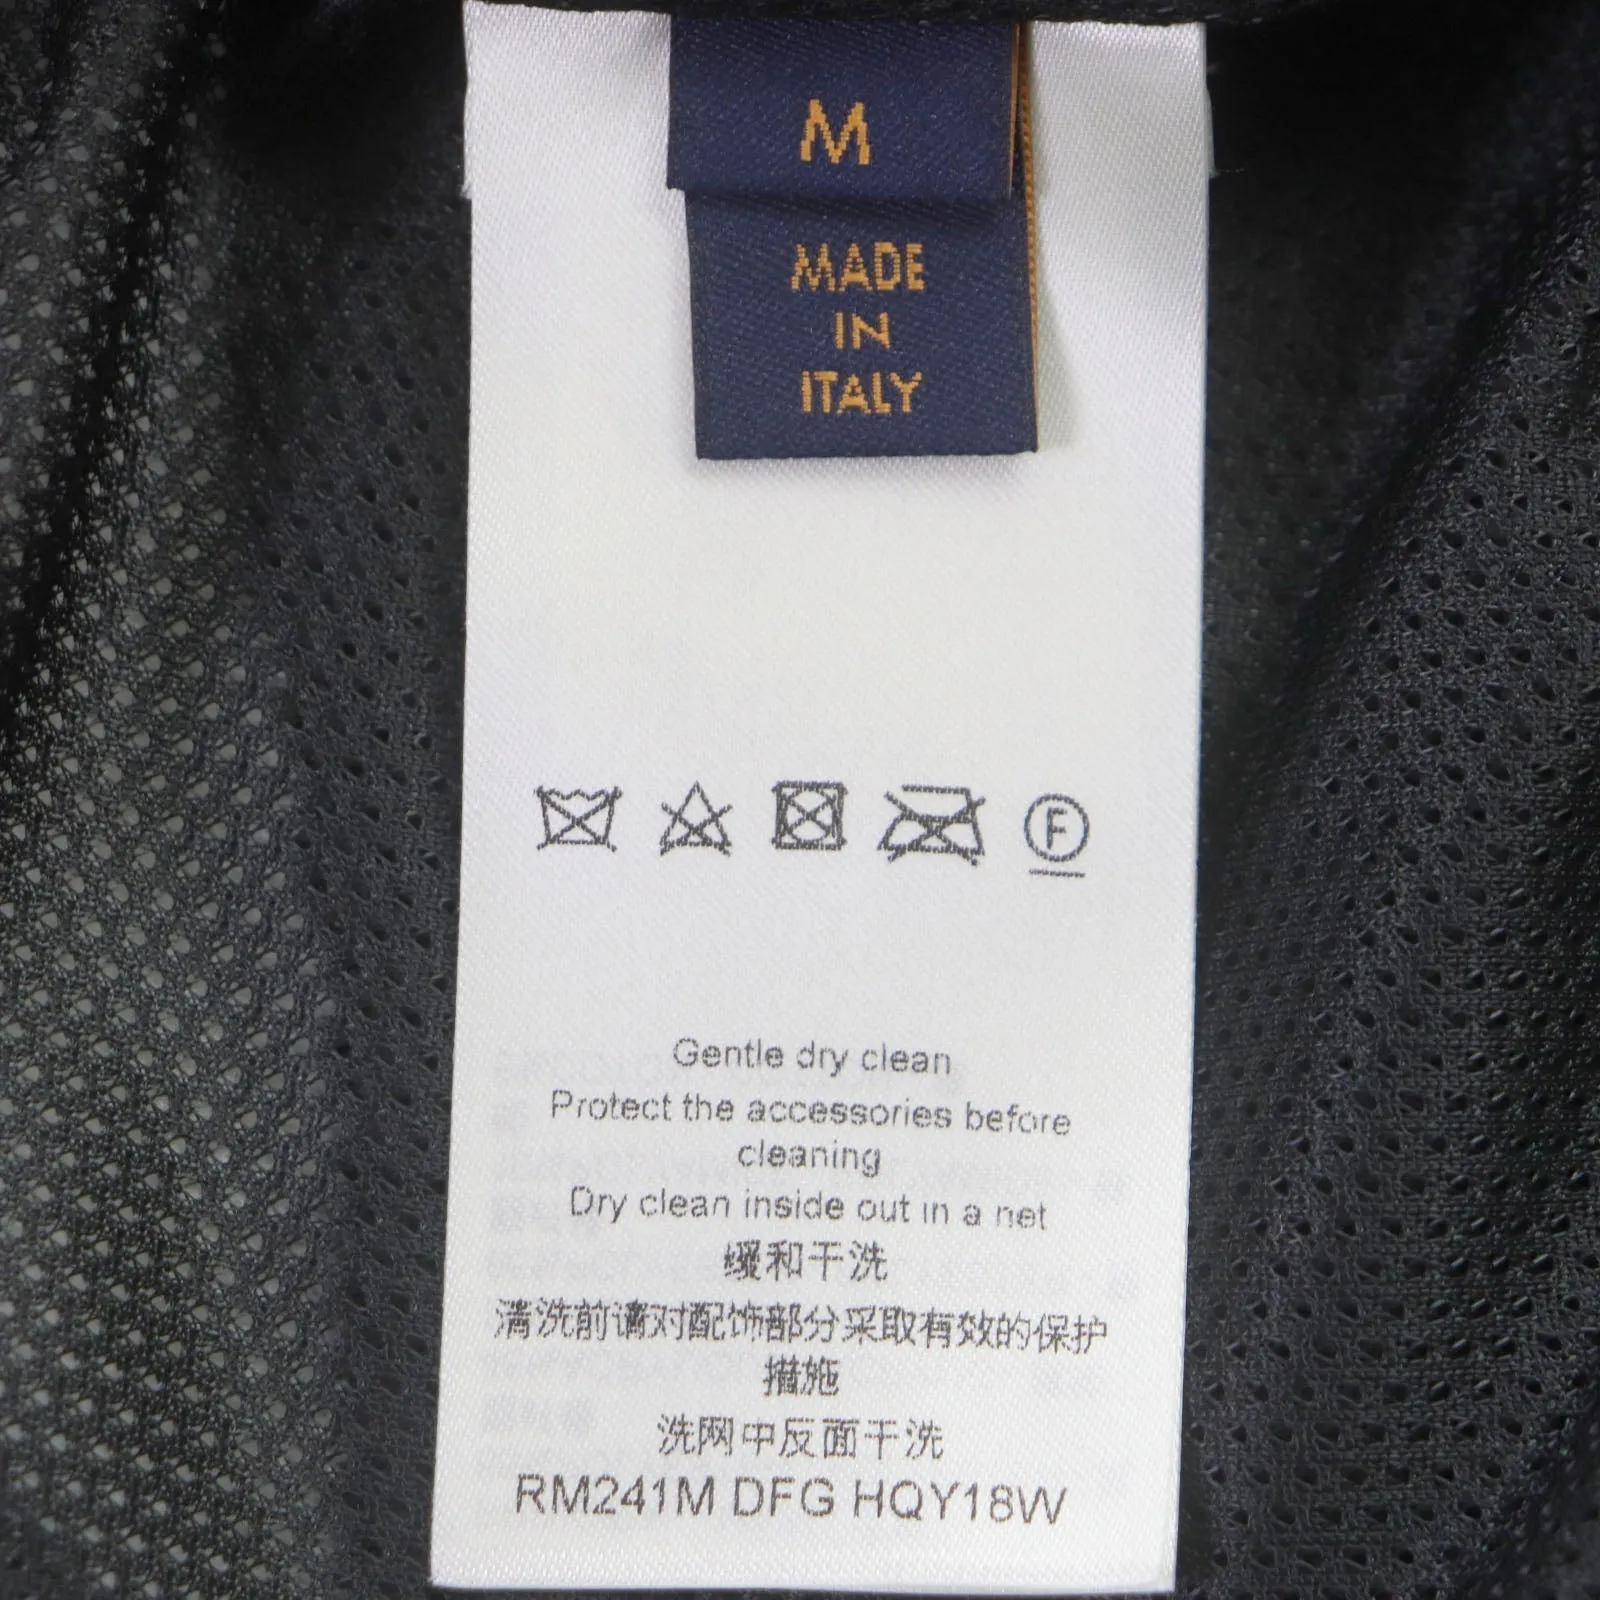 M
MADE
IN
ITALY
F
Gentle dry clean
Protect the accessories before
cleaning
Dry clean inside out in a net
缓和干洗
清洗前请对配饰部分采取有效的保护
措施
洗网中反面干洗
RM241M DFG HQY18W